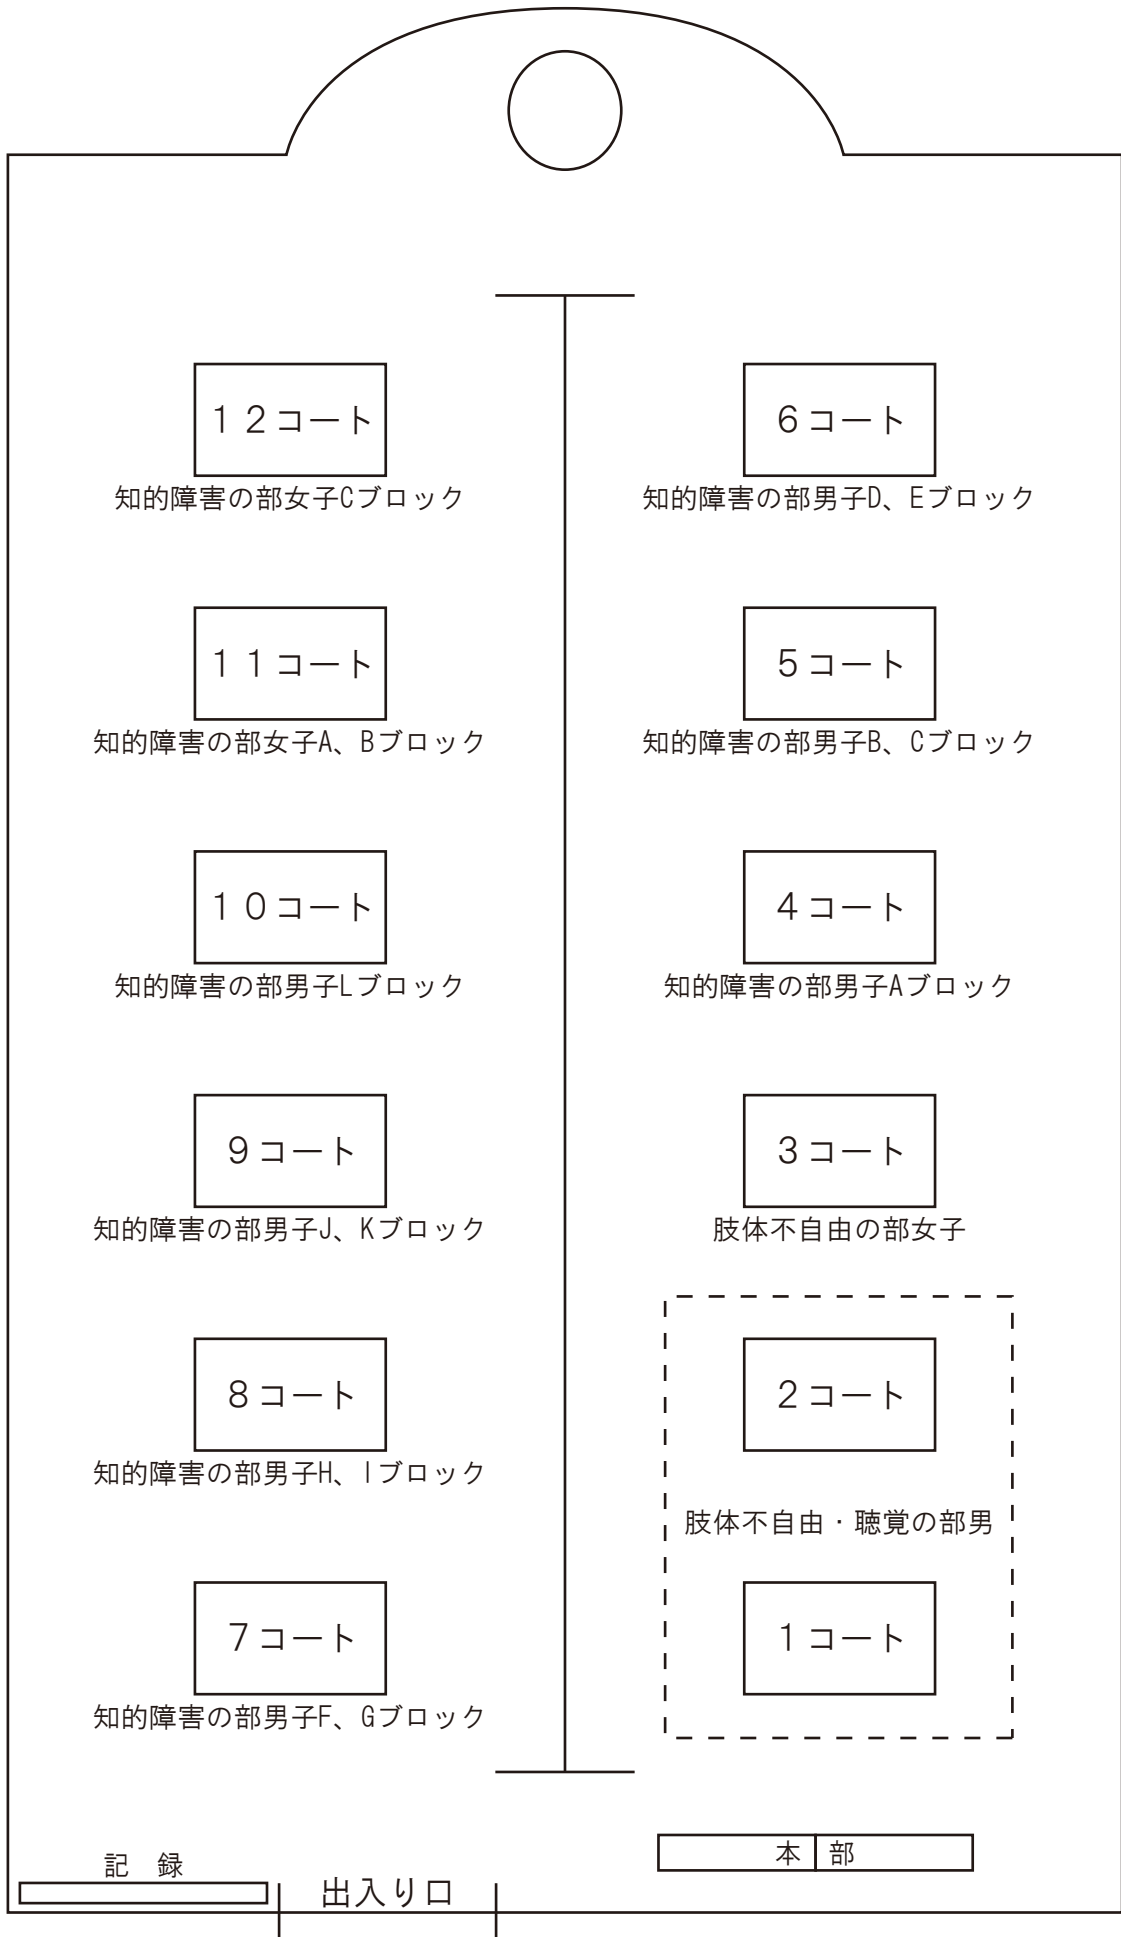 １２コート
知的障害の部女子Cブロック
６コート
知的障害の部男子D、Eブロック
１１コート
知的障害の部女子A、Bブロック
５コート
知的障害の部男子B、Cブロック
１０コート
知的障害の部男子Lブロック
４コート
知的障害の部男子Aブロック
９コート
知的障害の部男子J、Kブロック
３コート
肢体不自由の部女子
８コート
知的障害の部男子H、Iブロック
２コート
肢体不自由・聴覚の部男
７コート
知的障害の部男子F、Gブロック
１コート
記　録
出入り口
本　部